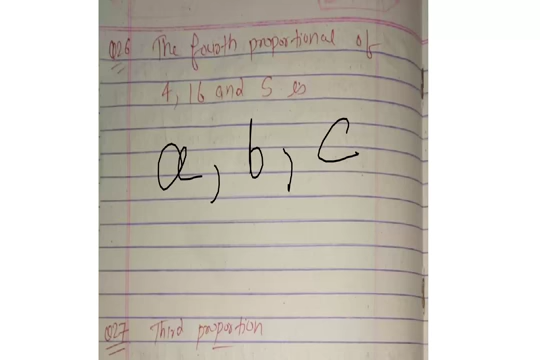 Q26 The fourth proportional of
4, 16 and 5 is
a, b, c
Q27 Third proportion